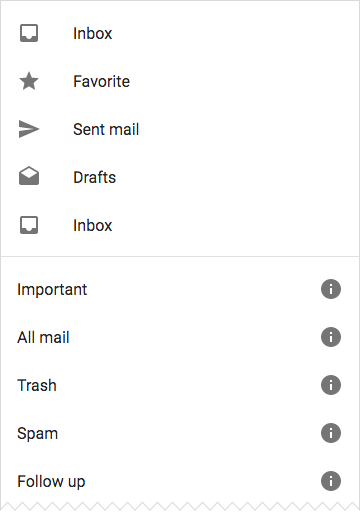 Inbox
Favorite
Sent mail
Drafts
Inbox
Important
All mail
Trash
Spam
Follow up